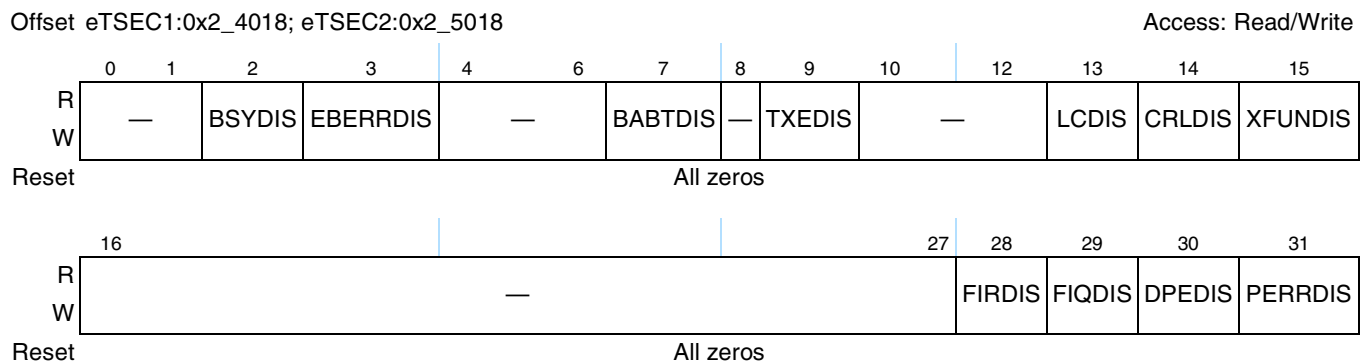 Offset eTSEC1:0x2_4018; eTSEC2:0x2_5018 Access: Read/Write
0 1 2 3 4 6 7 8 9 10 12 13 14 15
R
— BSYDIS EBERRDIS — BABTDIS — TXEDIS — LCDIS CRLDIS XFUNDIS
W
Reset All zeros
16 27 28 29 30 31
R
— FIRDIS FIQDIS DPEDIS PERRDIS
W
Reset All zeros